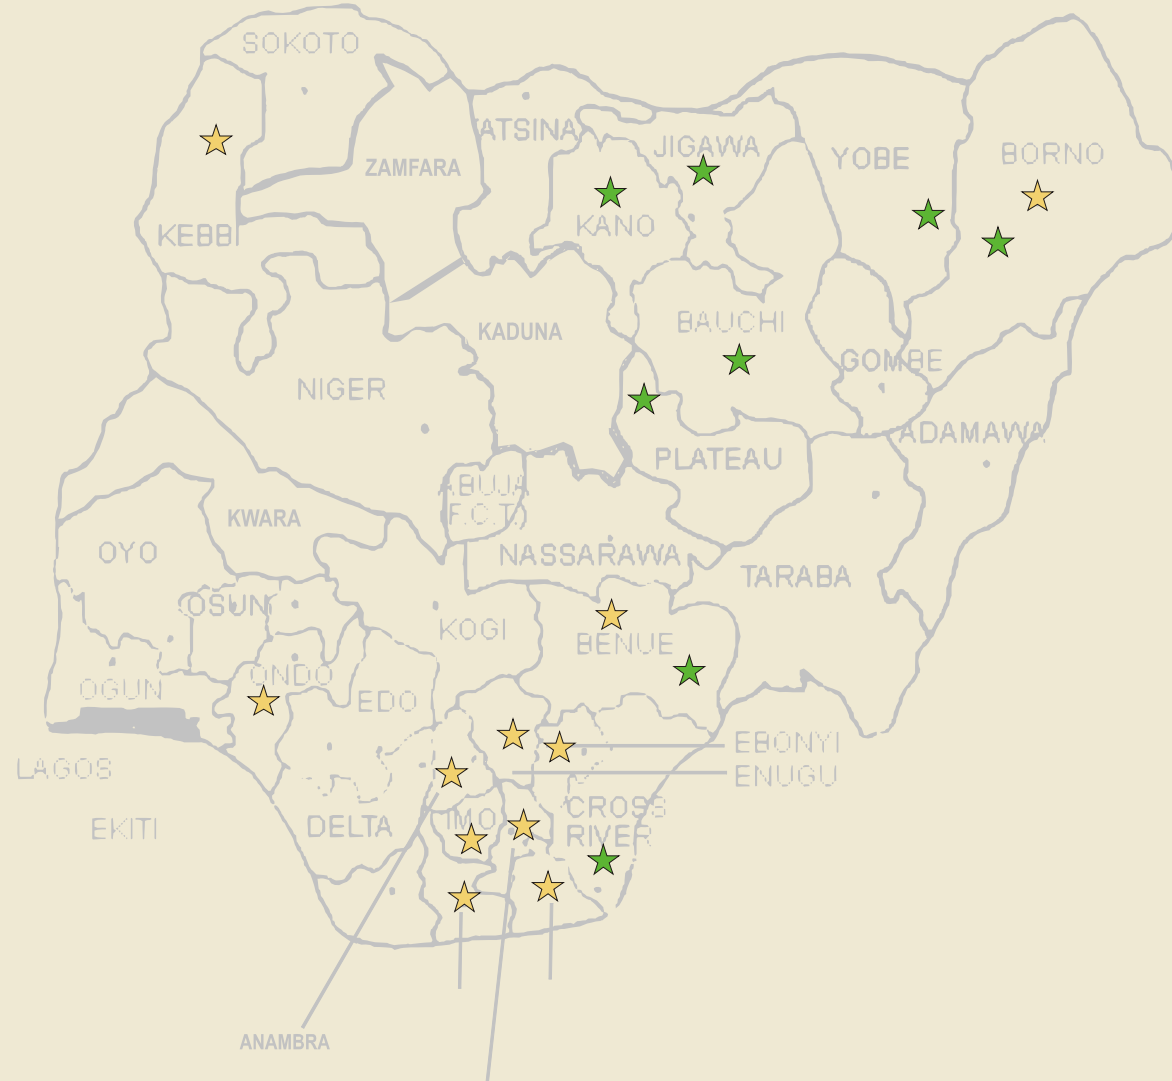 SOKOTO
ATSINA
ZAMFARA
JIGAWA
YOBE
BORNO
KEBBI
KANO
KADUNA
BAUCHI
GOMBE
NIGER
ADAMAWA
PLATEAU
ABUJA
(F.C.T.)
KWARA
OYO
NASSARAWA
TARABA
OSUN
KOGI
BENUE
ONDO
OGUN
EDO
EBONYI
LAGOS
ENUGU
EKITI
DELTA
IMO
CROSS
RIVER
ANAMBRA